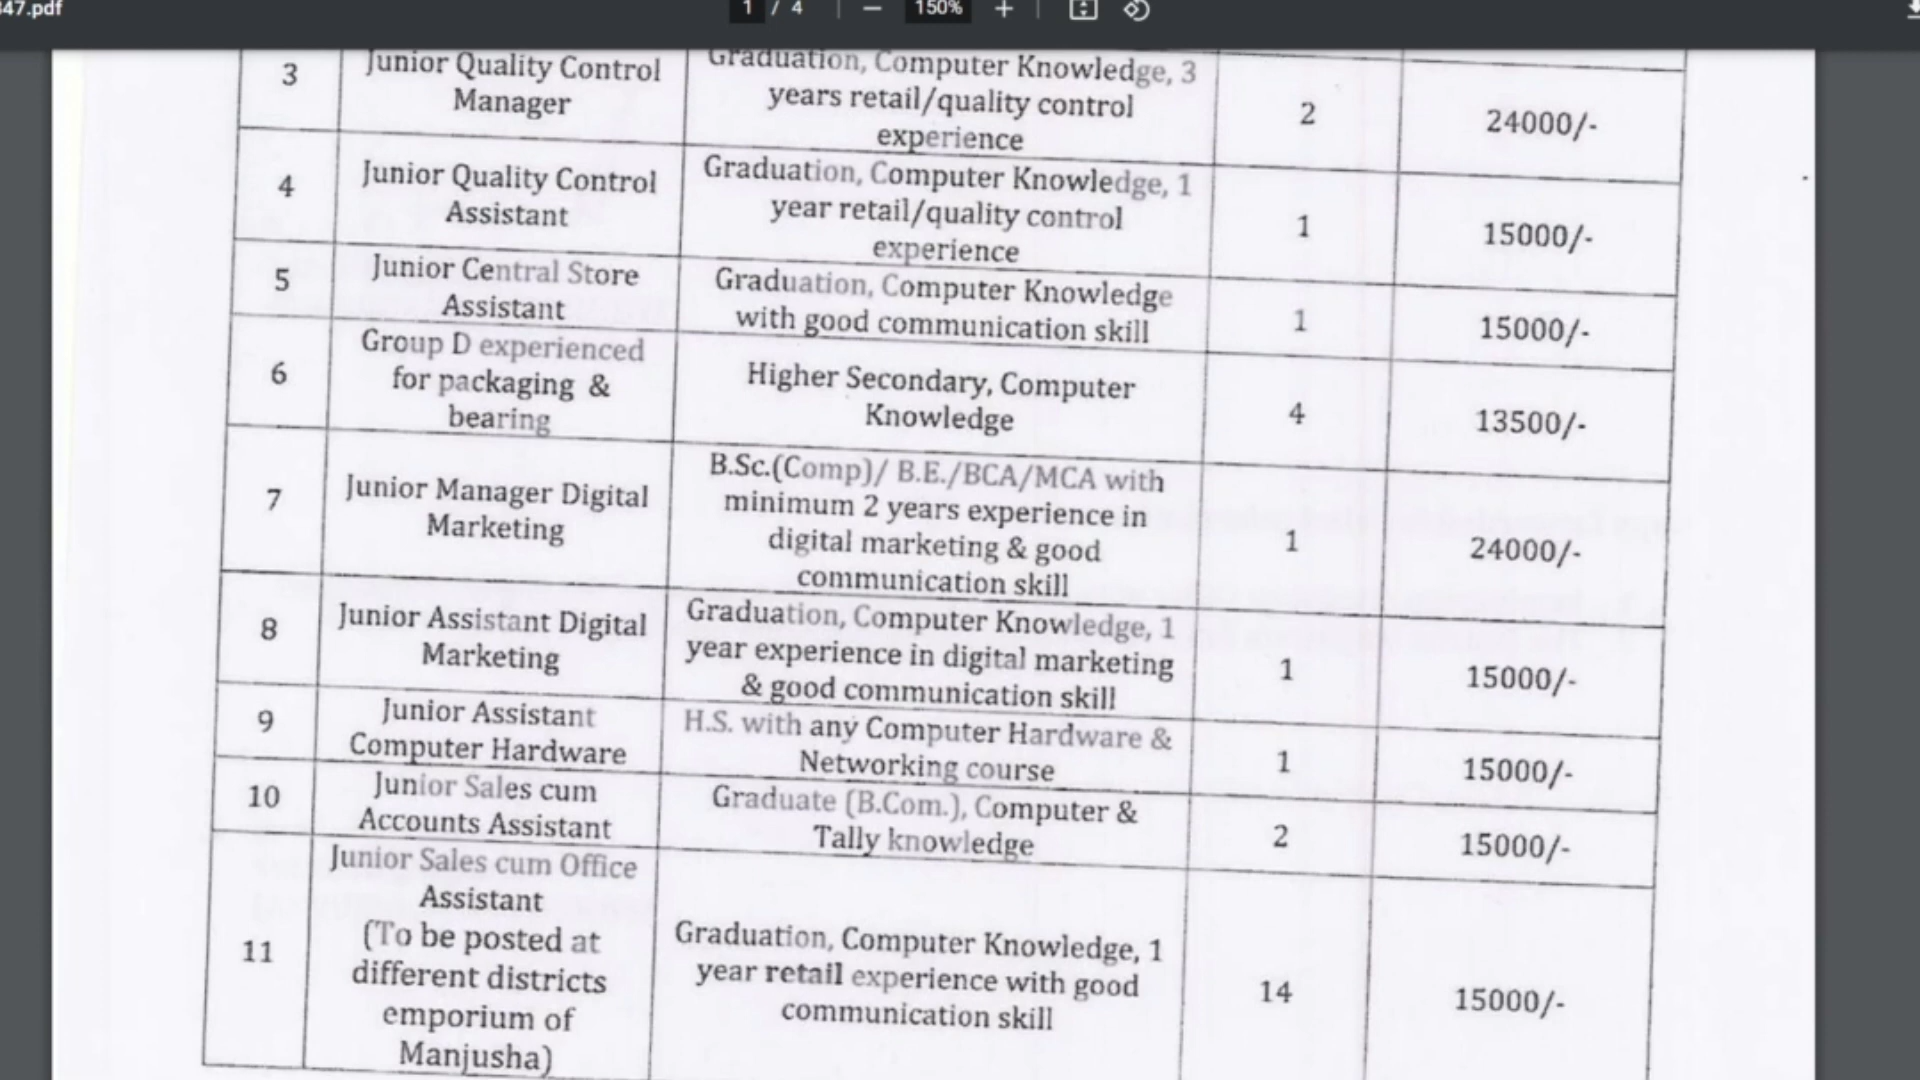 347.pdf
1 / 4
150%
3
Junior Quality Control
Manager
Graduation, Computer Knowledge, 3
years retail/quality control
experience
2
24000/-
4
Junior Quality Control
Assistant
Graduation, Computer Knowledge, 1
year retail/quality control
experience
1
15000/-
5
Junior Central Store
Assistant
Graduation, Computer Knowledge
with good communication skill
1
15000/-
6
Group D experienced
for packaging &
bearing
Higher Secondary, Computer
Knowledge
4
13500/-
7
Junior Manager Digital
Marketing
B.Sc.(Comp)/ B.E./BCA/MCA with
minimum 2 years experience in
digital marketing & good
communication skill
1
24000/-
8
Junior Assistant Digital
Marketing
Graduation, Computer Knowledge, 1
year experience in digital marketing
& good communication skill
1
15000/-
9
Junior Assistant
Computer Hardware
H.S. with any Computer Hardware &
Networking course
1
15000/-
10
Junior Sales cum
Accounts Assistant
Graduate (B.Com.), Computer &
Tally knowledge
2
15000/-
11
Junior Sales cum Office
Assistant
(To be posted at
different districts
emporium of
Manjusha)
Graduation, Computer Knowledge, 1
year retail experience with good
communication skill
14
15000/-